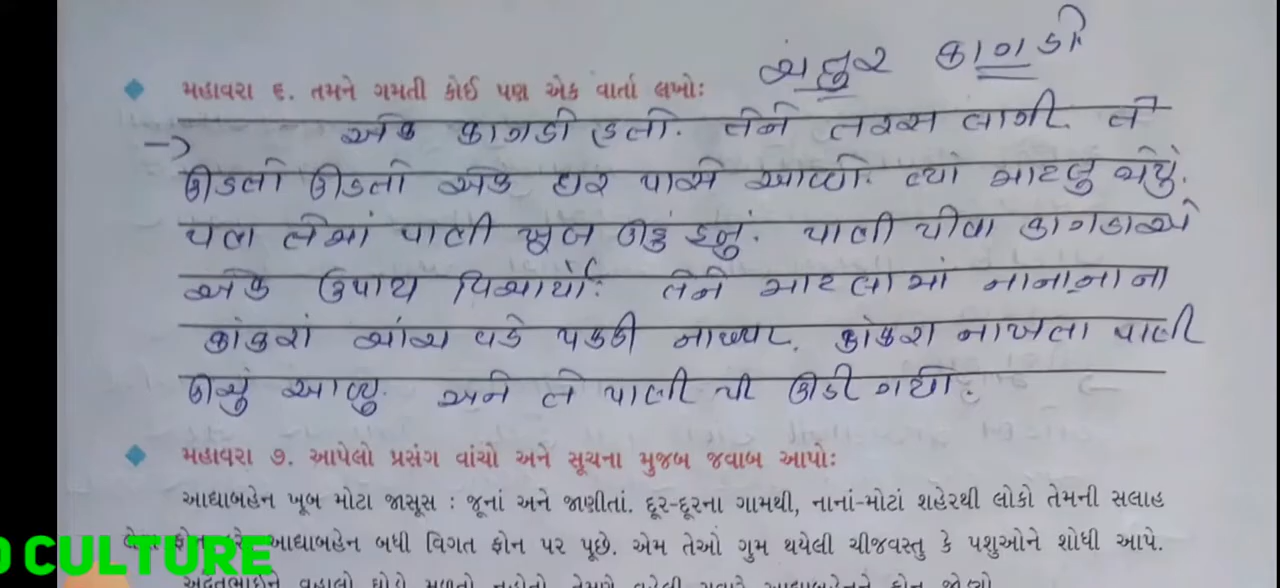 ચતુર કાગડો
મહાવરા ૬. તમને ગમતી કોઈ પણ એક વાર્તા લખો:
→ એક કાગડો હતો. તેને તરસ લાગી. તે
ઊડતો ઊડતો એક ઘર પાસે આવ્યો. ત્યાં માટલુ જોયું.
પણ તેમાં પાણી ખૂબ ઊંડું હતું. પાણી પીવા કાગડાએ
એક ઉપાય વિચાર્યો. તેને માટલામાં નાનાનાના
કાંકરાં ચાંચ વડે પકડી નાખ્યા. કાંકરા નાખતા પાણી
ઊંચું આવ્યુ. અને તે પાણી પી ઊડી ગયો.
મહાવરા ૭. આપેલો પ્રસંગ વાંચો અને સૂચના મુજબ જવાબ આપો:
આદ્યાબહેન ખૂબ મોટા જાસૂસ : જૂનાં અને જાણીતાં. દૂર-દૂરના ગામથી, નાનાં-મોટાં શહેરથી લોકો તેમની સલાહ
આદ્યાબહેન બધી વિગત ફોન પર પૂછે. એમ તેઓ ગુમ થયેલી ચીજવસ્તુ કે પશુઓને શોધી આપે.
CULTURE